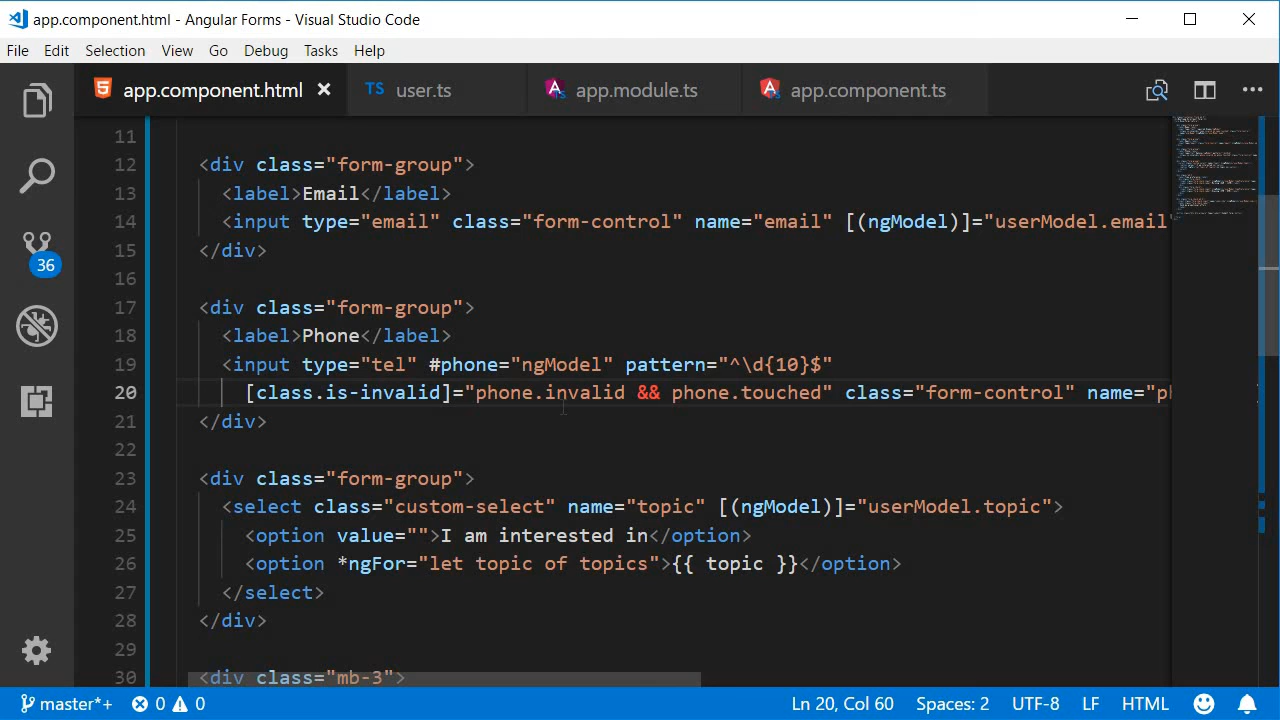 app.component.html - Angular Forms - Visual Studio Code
File Edit Selection View Go Debug Tasks Help
app.component.html
TS user.ts
app.module.ts
app.component.ts
11
12 <div class="form-group">
13 <label>Email</label>
14 <input type="email" class="form-control" name="email" [(ngModel)]="userModel.email"
15 </div>
16
17 <div class="form-group">
18 <label>Phone</label>
19 <input type="tel" #phone="ngModel" pattern="^\d{10}$"
20 [class.is-invalid]="phone.invalid && phone.touched" class="form-control" name="ph
21 </div>
22
23 <div class="form-group">
24 <select class="custom-select" name="topic" [(ngModel)]="userModel.topic">
25 <option value="">I am interested in</option>
26 <option *ngFor="let topic of topics">{{ topic }}</option>
27 </select>
28 </div>
29
30 <div class="mb-3">
36
master*+ 0 0 Ln 20, Col 60 Spaces: 2 UTF-8 LF HTML